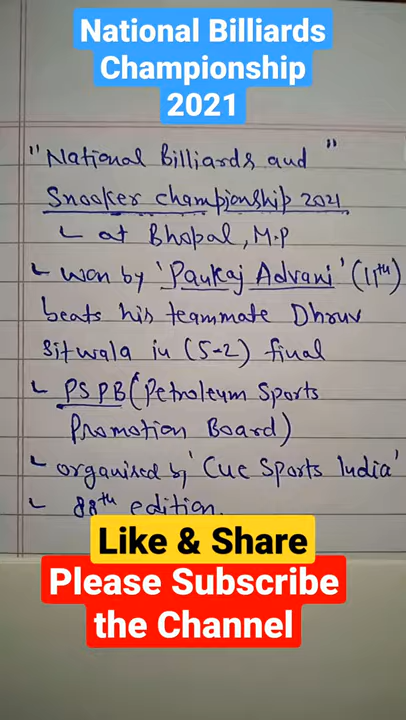 National Billiards
Championship
2021
"National Billiards and "
Snooker championship 2021
at Bhopal, M.P
won by 'Pankaj Advani' (11th)
beats his teammate Dhruv
Sitwala in (5-2) final
PSPB (Petroleum Sports
Promotion Board)
organised by 'Cue Sports India'
88th edition.
Like & Share
Please Subscribe
the Channel